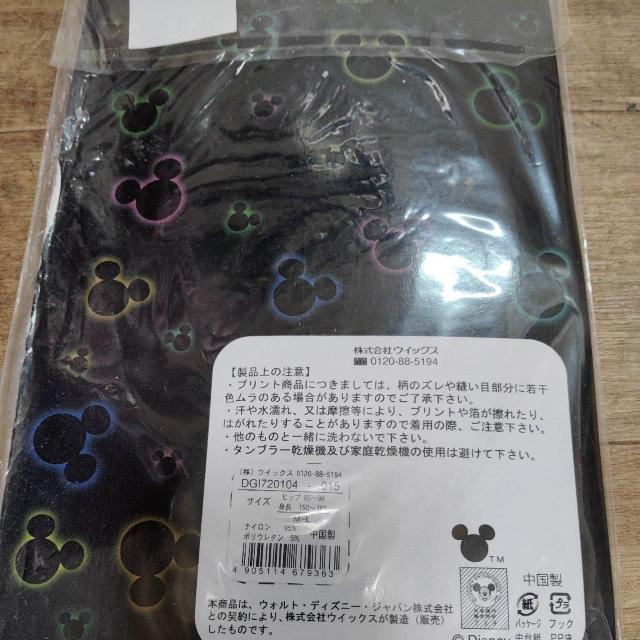 株式会社ウイックス
0120-88-5194
【製品上の注意】
・プリント商品につきましては、柄のズレや縫い目部分に若干
色ムラのある場合がありますのでご了承下さい。
・汗や水濡れ、又は摩擦等により、プリントや箔が擦れたり、
はがれたりすることがありますので着用の際、ご注意下さい。
・他のものと一緒に洗わないで下さい。
・タンブラー乾燥機及び家庭乾燥機の使用は避けて下さい。
(株)ウイックス 0120-88-5194
DGI720104 - 015
サイズ
ヒップ 85~98
身長
M-L
ナイロン 95%
ポリウレタン 5%
中国製
4 905114 679363
TM
中国製
本商品は、ウォルト・ディズニー・ジャパン株式会社
との契約により、株式会社ウイックスが製造(販売)
したものです。
紙
パッケージ
プラ
フック
©Disney
中台紙
PP袋